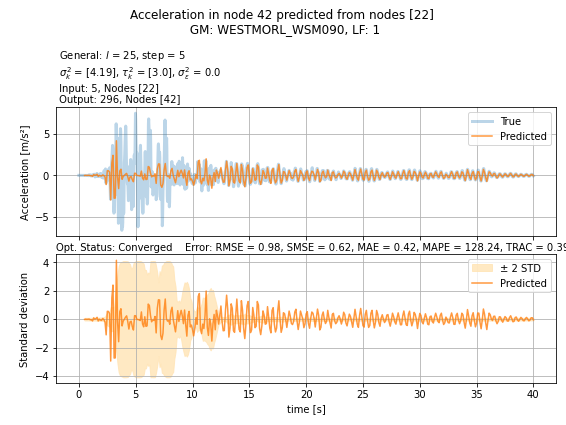 Acceleration in node 42 predicted from nodes [22]
GM: WESTMORL_WSM090, LF: 1
General: l = 25, step = 5
σ²ₖ = [4.19], τ²ₖ = [3.0], σ²ε = 0.0
Input: 5, Nodes [22]
Output: 296, Nodes [42]
True
Predicted
Acceleration [m/s²]
5
0
−5
Opt. Status: Converged Error: RMSE = 0.98, SMSE = 0.62, MAE = 0.42, MAPE = 128.24, TRAC = 0.39
± 2 STD
Predicted
Standard deviation
4
2
0
−2
−4
0 5 10 15 20 25 30 35 40
time [s]